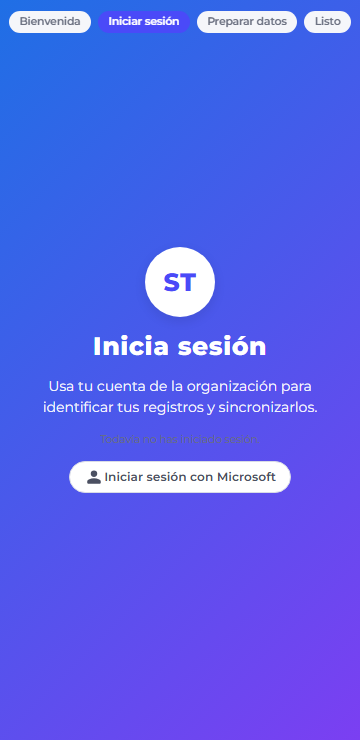 Bienvenida
Iniciar sesión
Preparar datos
Listo
ST
Inicia sesión
Usa tu cuenta de la organización para
identificar tus registros y sincronizarlos.
Todavía no has iniciado sesión.
Iniciar sesión con Microsoft